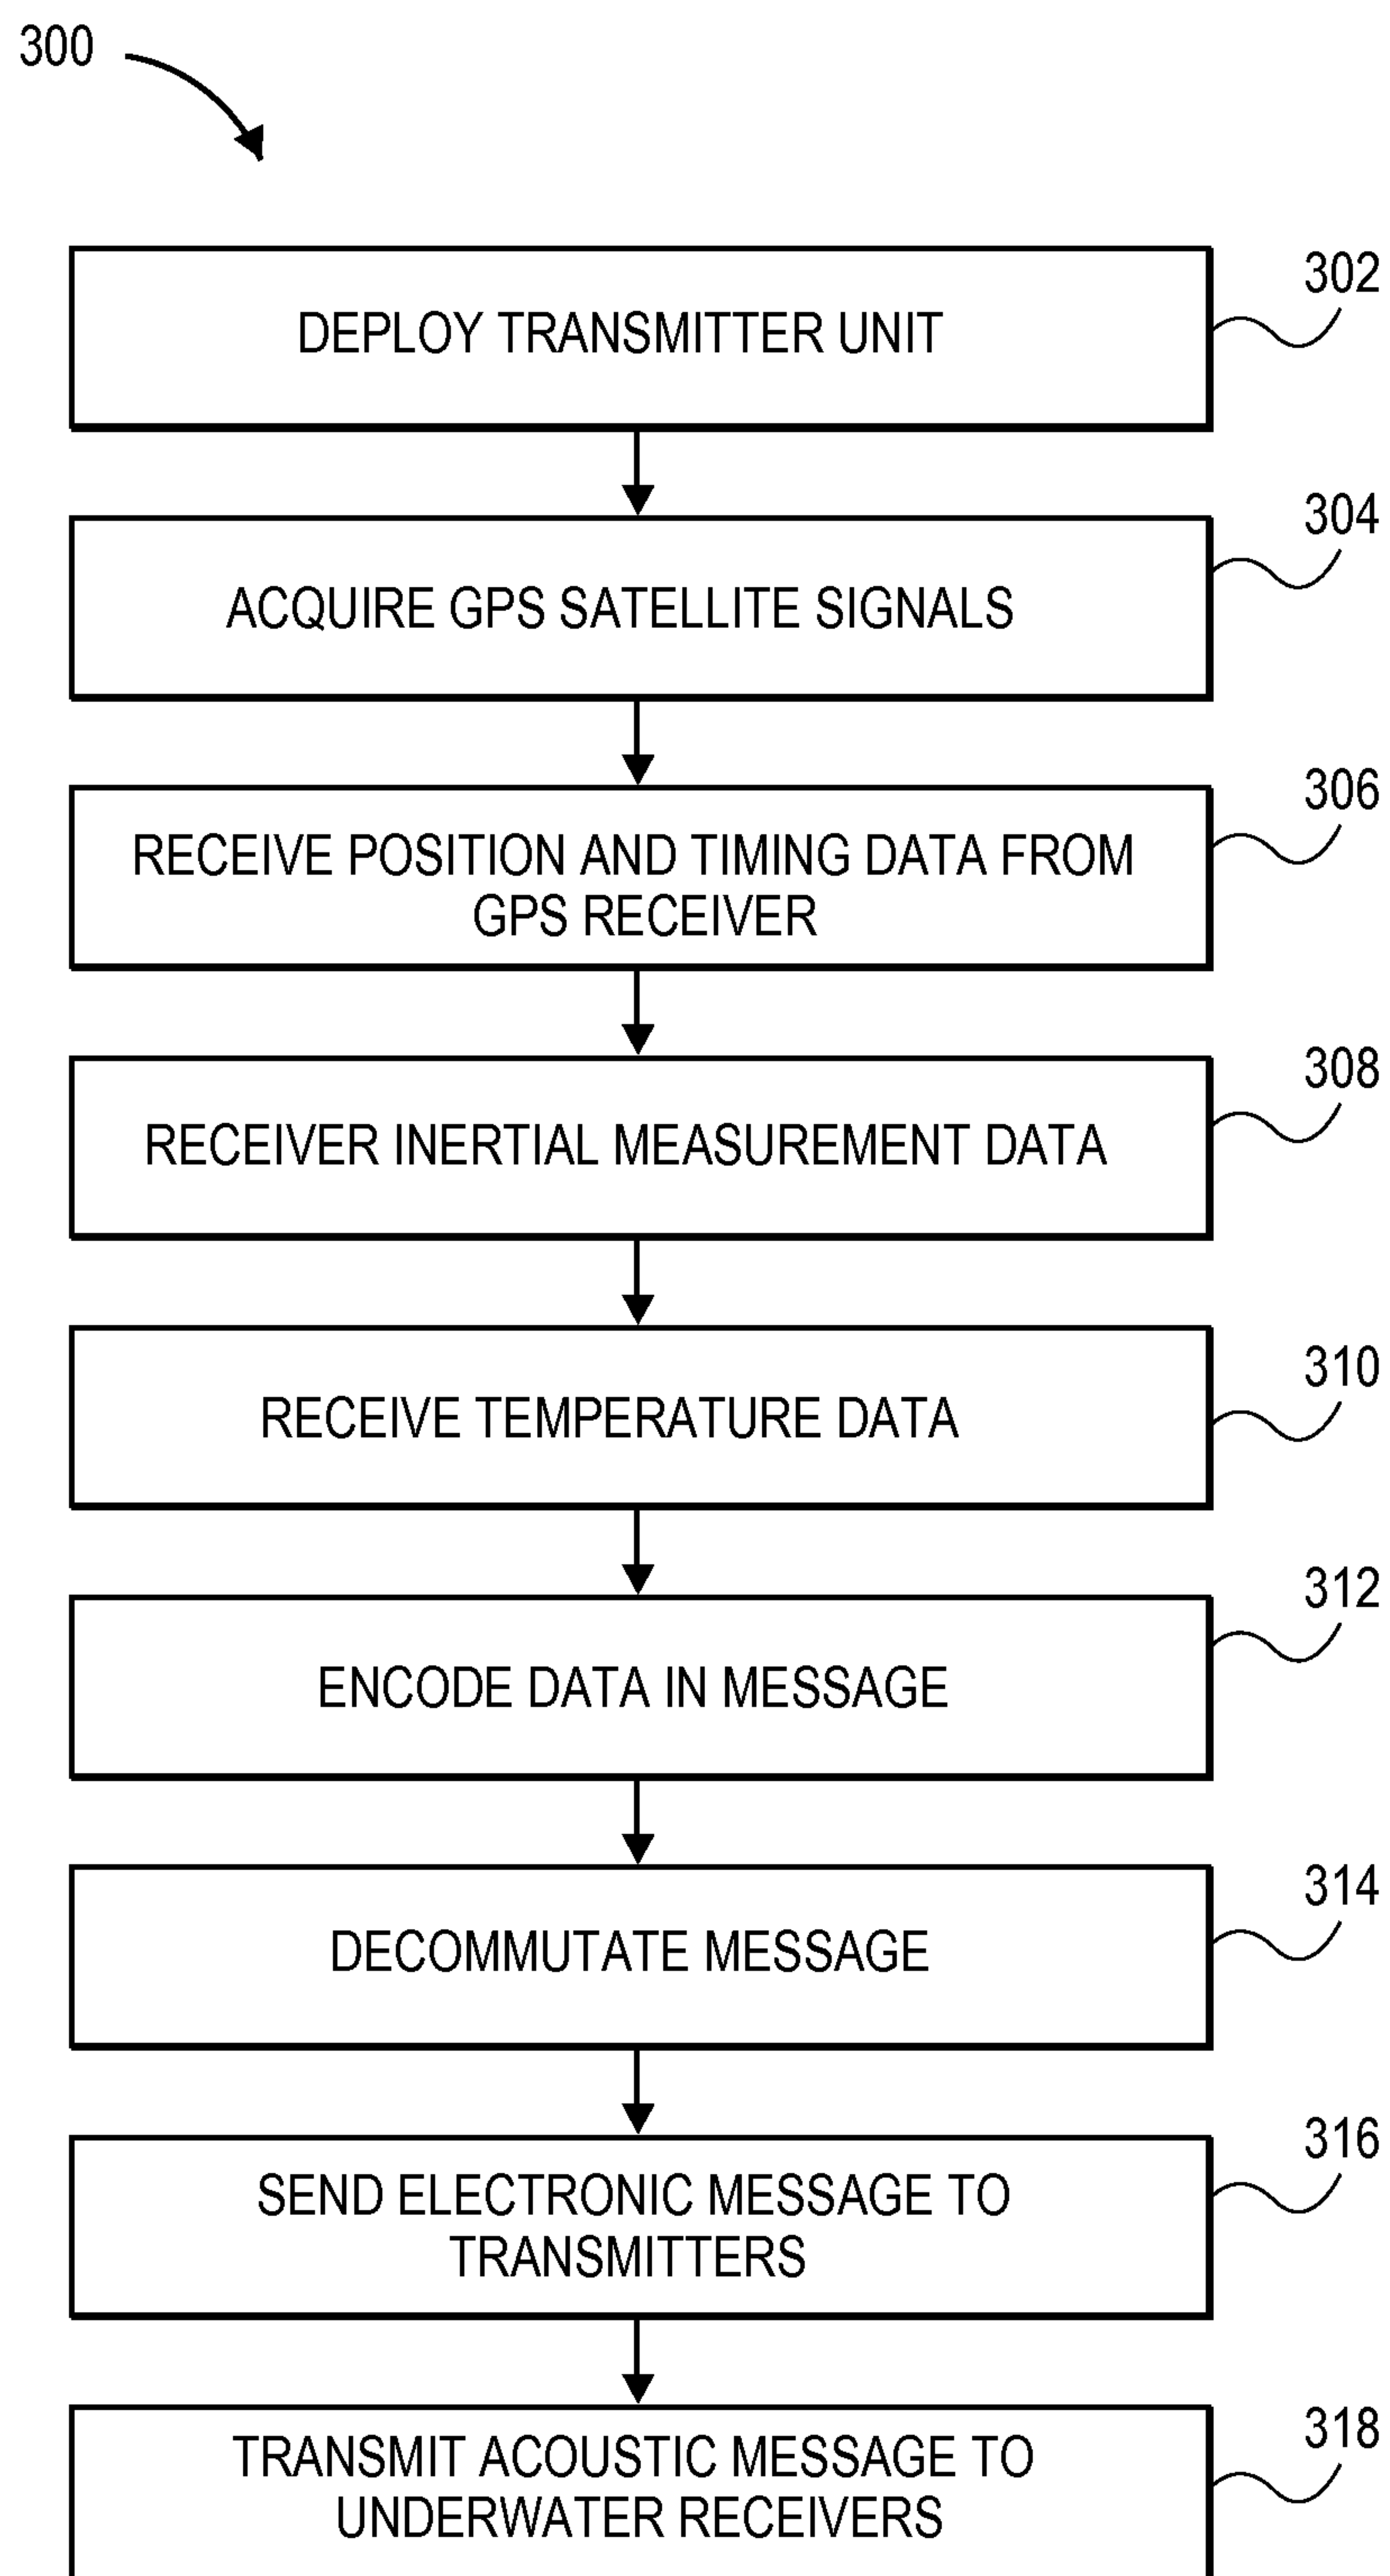 300
DEPLOY TRANSMITTER UNIT
302
ACQUIRE GPS SATELLITE SIGNALS
304
RECEIVE POSITION AND TIMING DATA FROM
GPS RECEIVER
306
RECEIVER INERTIAL MEASUREMENT DATA
308
RECEIVE TEMPERATURE DATA
310
ENCODE DATA IN MESSAGE
312
DECOMMUTATE MESSAGE
314
SEND ELECTRONIC MESSAGE TO
TRANSMITTERS
316
TRANSMIT ACOUSTIC MESSAGE TO
UNDERWATER RECEIVERS
318